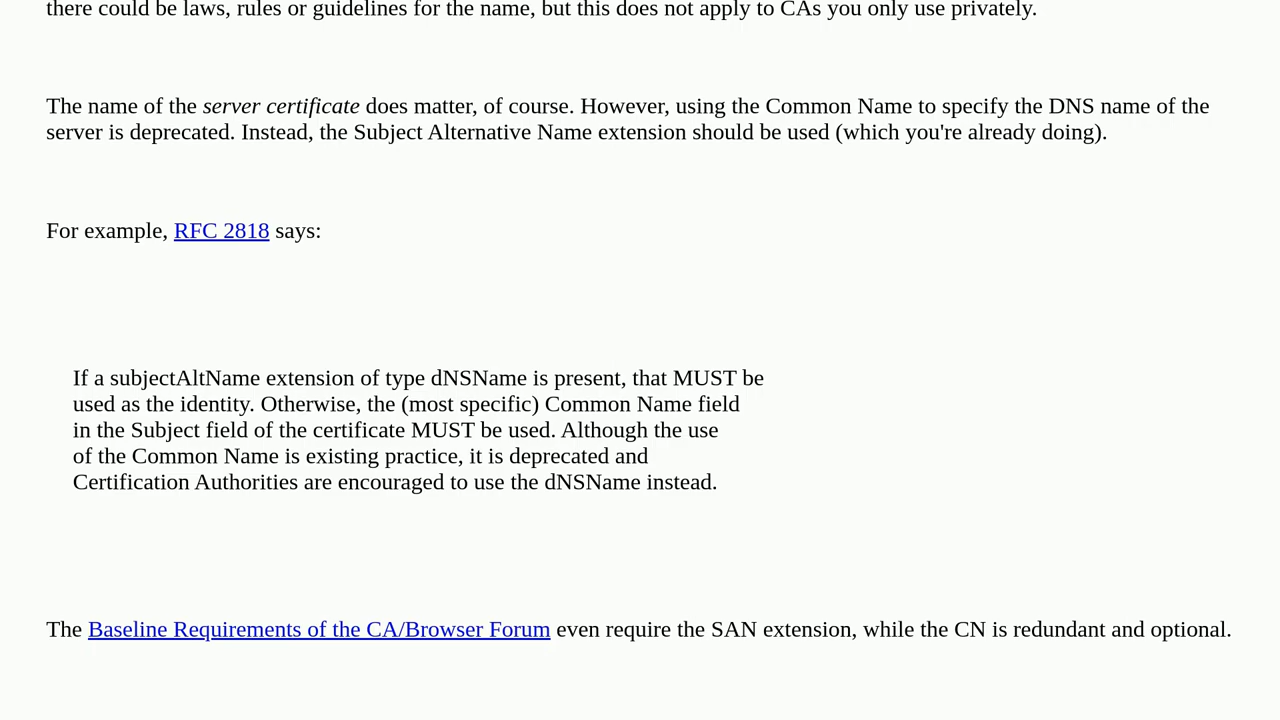 there could be laws, rules or guidelines for the name, but this does not apply to CAs you only use privately.
The name of the server certificate does matter, of course. However, using the Common Name to specify the DNS name of the
server is deprecated. Instead, the Subject Alternative Name extension should be used (which you're already doing).
For example, RFC 2818 says:
If a subjectAltName extension of type dNSName is present, that MUST be
used as the identity. Otherwise, the (most specific) Common Name field
in the Subject field of the certificate MUST be used. Although the use
of the Common Name is existing practice, it is deprecated and
Certification Authorities are encouraged to use the dNSName instead.
The Baseline Requirements of the CA/Browser Forum even require the SAN extension, while the CN is redundant and optional.